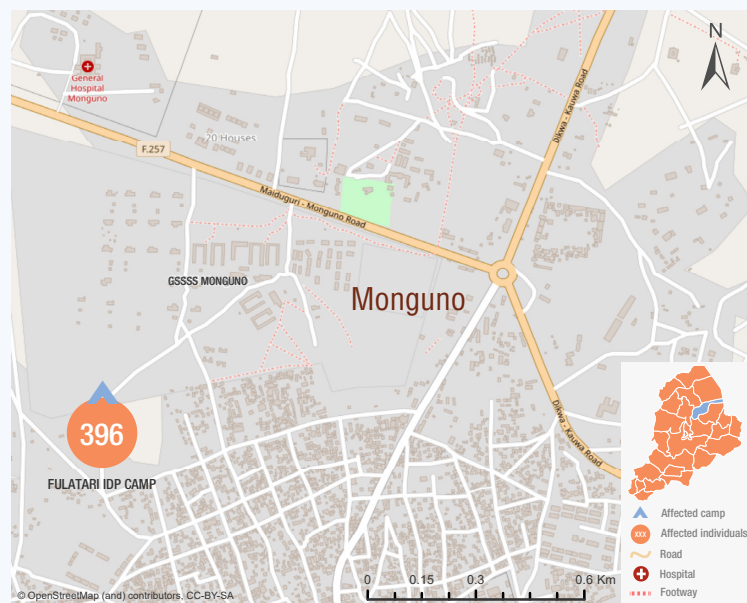 N
General
Hospital
Monguno
20 Houses
F.257
Dikwa - Kauwa Road
Maiduguri - Monguno Road
GSSSS MONGUNO
Monguno
396
FULATARI IDP CAMP
Dikwa - Kauwa Road
Affected camp
xxx Affected individuals
Road
Hospital
Footway
0 0.15 0.3 0.6 Km
© OpenStreetMap (and) contributors, CC-BY-SA